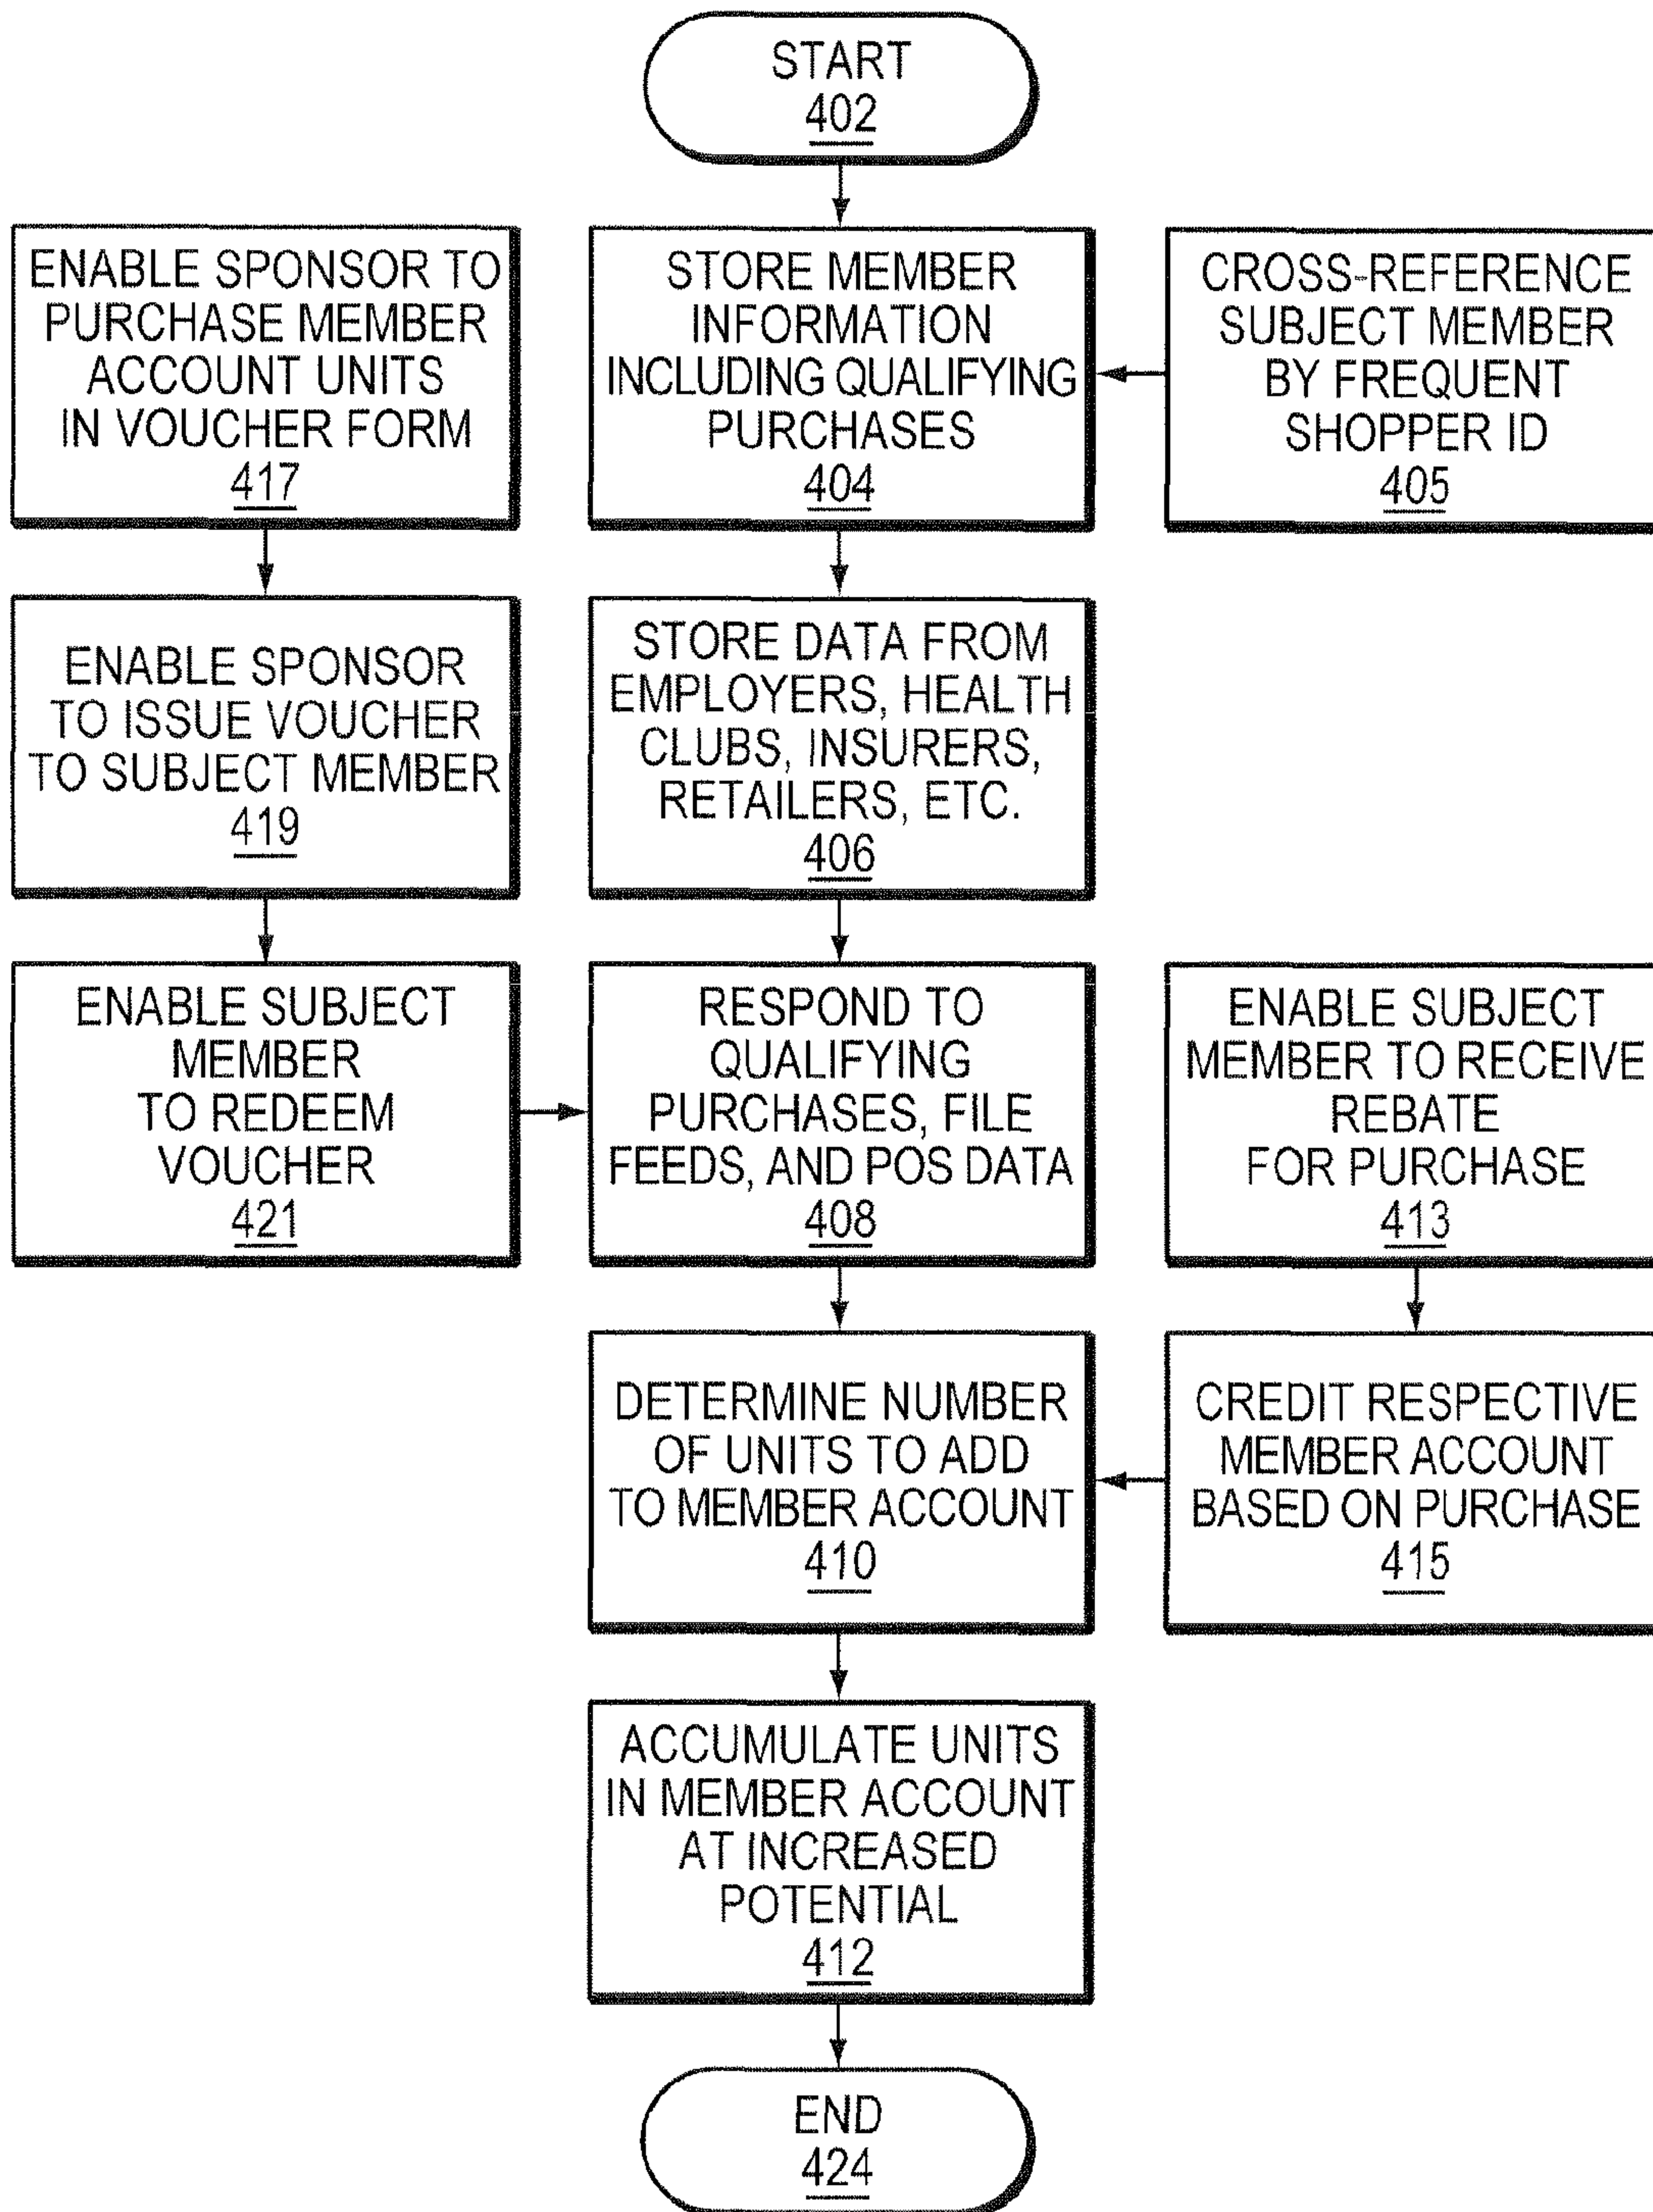 START
402
ENABLE SPONSOR TO
PURCHASE MEMBER
ACCOUNT UNITS
IN VOUCHER FORM
417
STORE MEMBER
INFORMATION
INCLUDING QUALIFYING
PURCHASES
404
CROSS-REFERENCE
SUBJECT MEMBER
BY FREQUENT
SHOPPER ID
405
ENABLE SPONSOR
TO ISSUE VOUCHER
TO SUBJECT MEMBER
419
STORE DATA FROM
EMPLOYERS, HEALTH
CLUBS, INSURERS,
RETAILERS, ETC.
406
ENABLE SUBJECT
MEMBER
TO REDEEM
VOUCHER
421
RESPOND TO
QUALIFYING
PURCHASES, FILE
FEEDS, AND POS DATA
408
ENABLE SUBJECT
MEMBER TO RECEIVE
REBATE
FOR PURCHASE
413
DETERMINE NUMBER
OF UNITS TO ADD
TO MEMBER ACCOUNT
410
CREDIT RESPECTIVE
MEMBER ACCOUNT
BASED ON PURCHASE
415
ACCUMULATE UNITS
IN MEMBER ACCOUNT
AT INCREASED
POTENTIAL
412
END
424